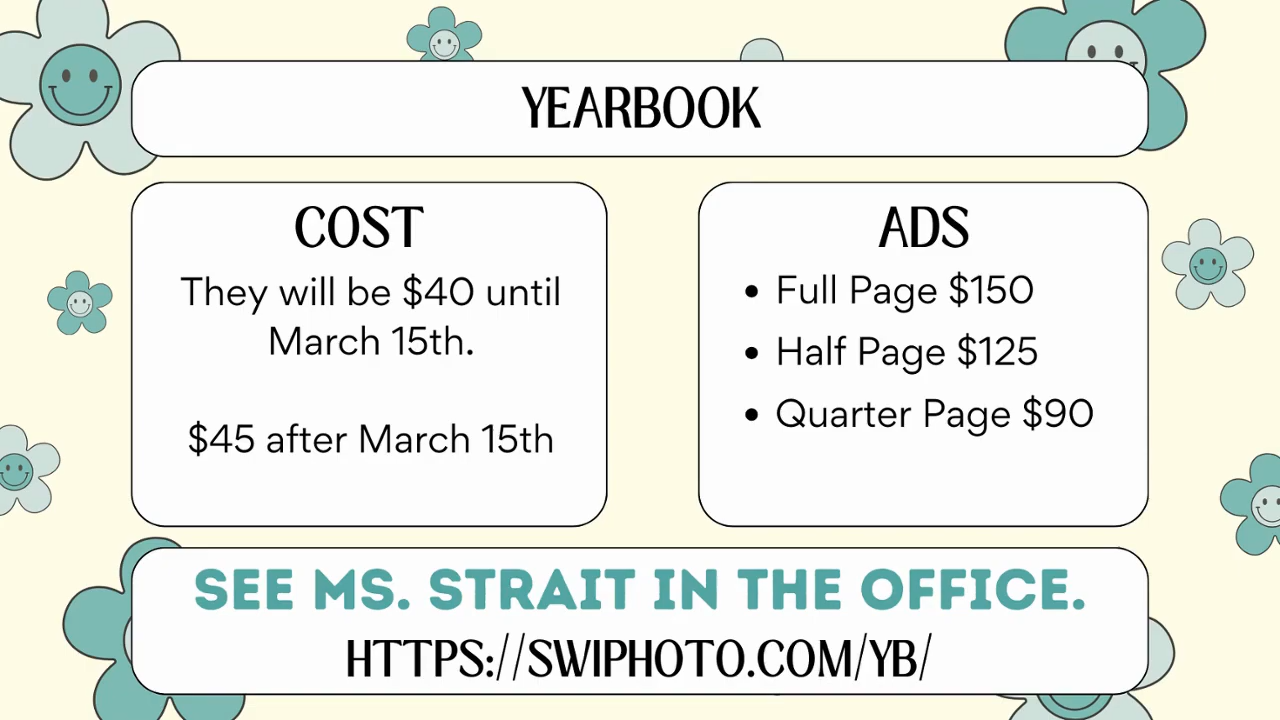 YEARBOOK
COST
They will be $40 until
March 15th.
$45 after March 15th
ADS
• Full Page $150
• Half Page $125
• Quarter Page $90
SEE MS. STRAIT IN THE OFFICE.
HTTPS://SWIPHOTO.COM/YB/